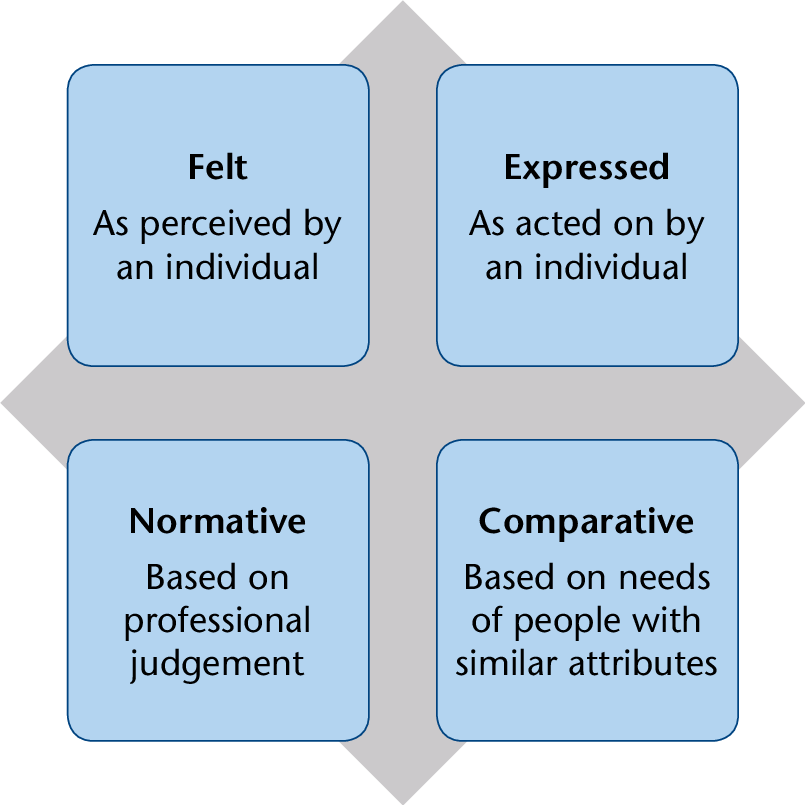 Felt
As perceived by
an individual
Expressed
As acted on by
an individual
Normative
Based on
professional
judgement
Comparative
Based on needs
of people with
similar attributes